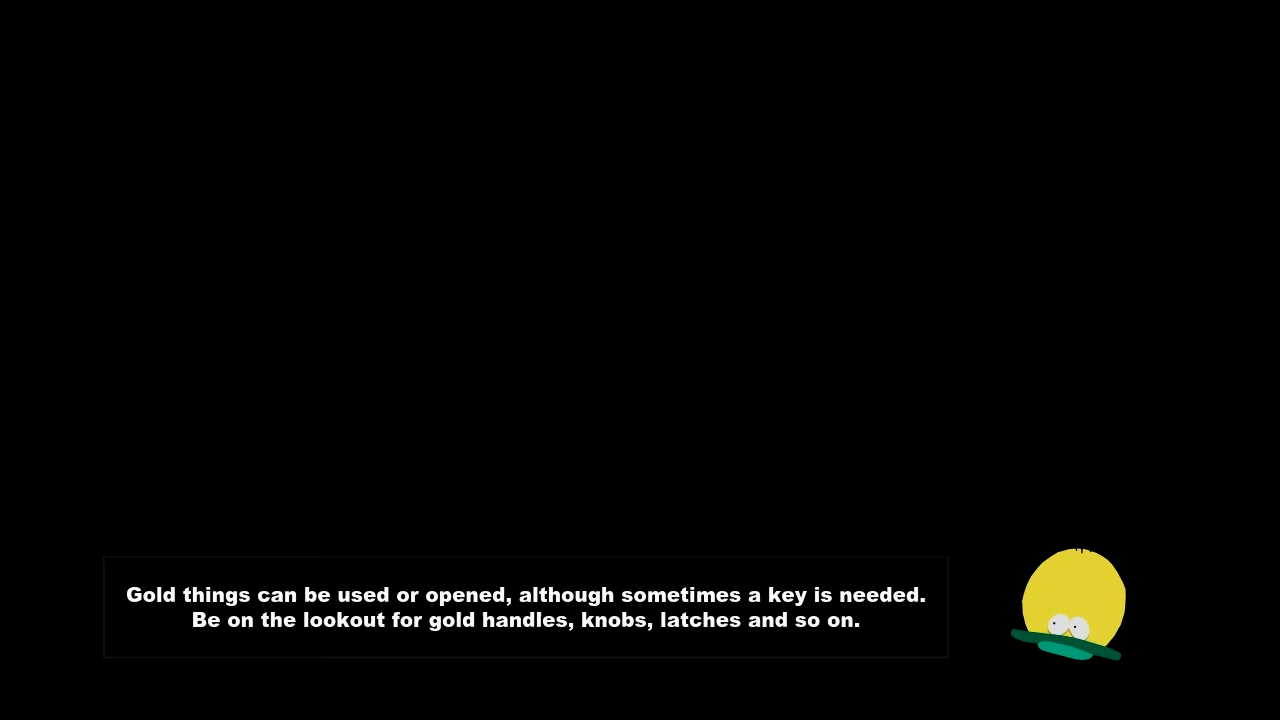 Gold things can be used or opened, although sometimes a key is needed.
Be on the lookout for gold handles, knobs, latches and so on.